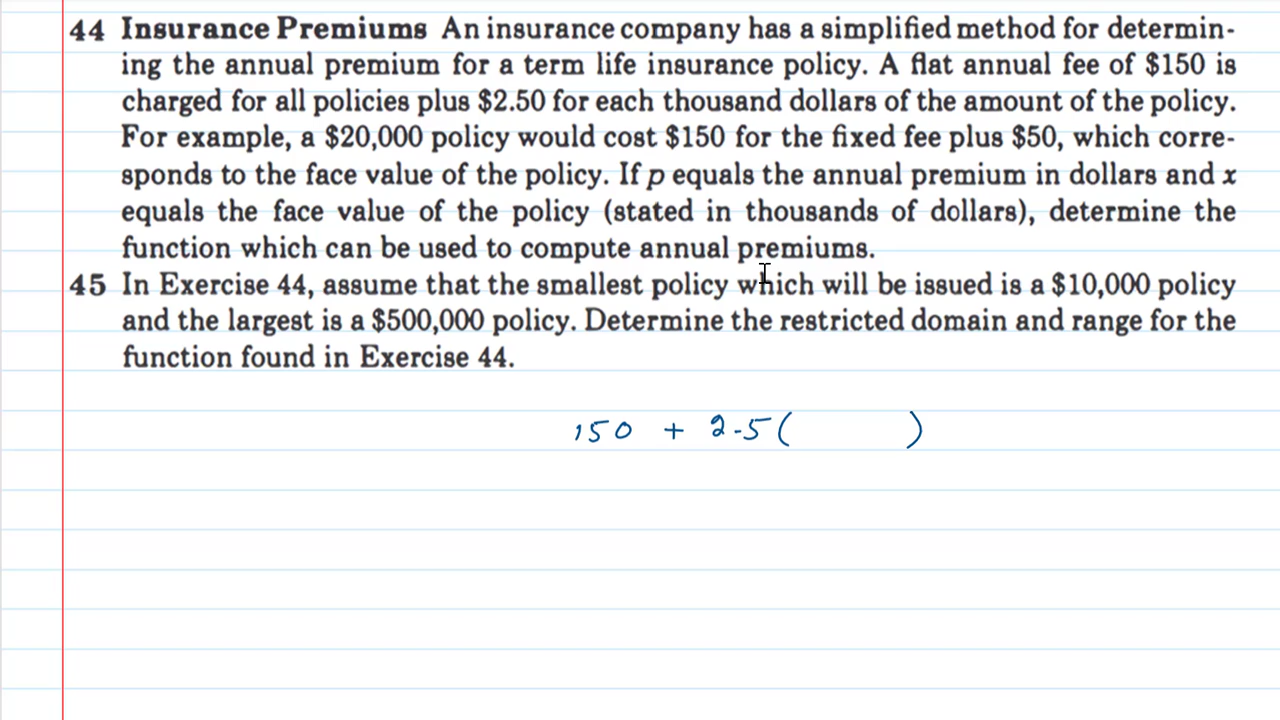 44 Insurance Premiums An insurance company has a simplified method for determin-
ing the annual premium for a term life insurance policy. A flat annual fee of $150 is
charged for all policies plus $2.50 for each thousand dollars of the amount of the policy.
For example, a $20,000 policy would cost $150 for the fixed fee plus $50, which corre-
sponds to the face value of the policy. If p equals the annual premium in dollars and x
equals the face value of the policy (stated in thousands of dollars), determine the
function which can be used to compute annual premiums.
45 In Exercise 44, assume that the smallest policy which will be issued is a $10,000 policy
and the largest is a $500,000 policy. Determine the restricted domain and range for the
function found in Exercise 44.
150 + 2.5( )